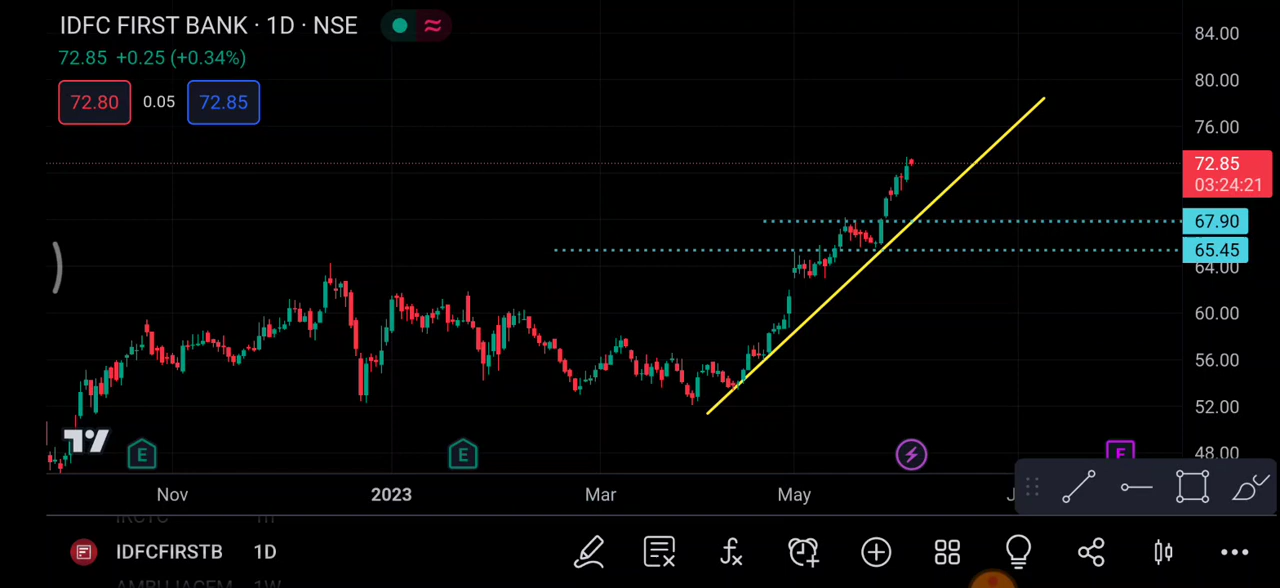 IDFC FIRST BANK · 1D · NSE
72.85 +0.25 (+0.34%)
72.80 0.05 72.85
84.00
80.00
76.00
72.85
03:24:21
67.90
65.45
64.00
60.00
56.00
52.00
48.00
E E E
Nov 2023 Mar May
IDFCFIRSTB 1D